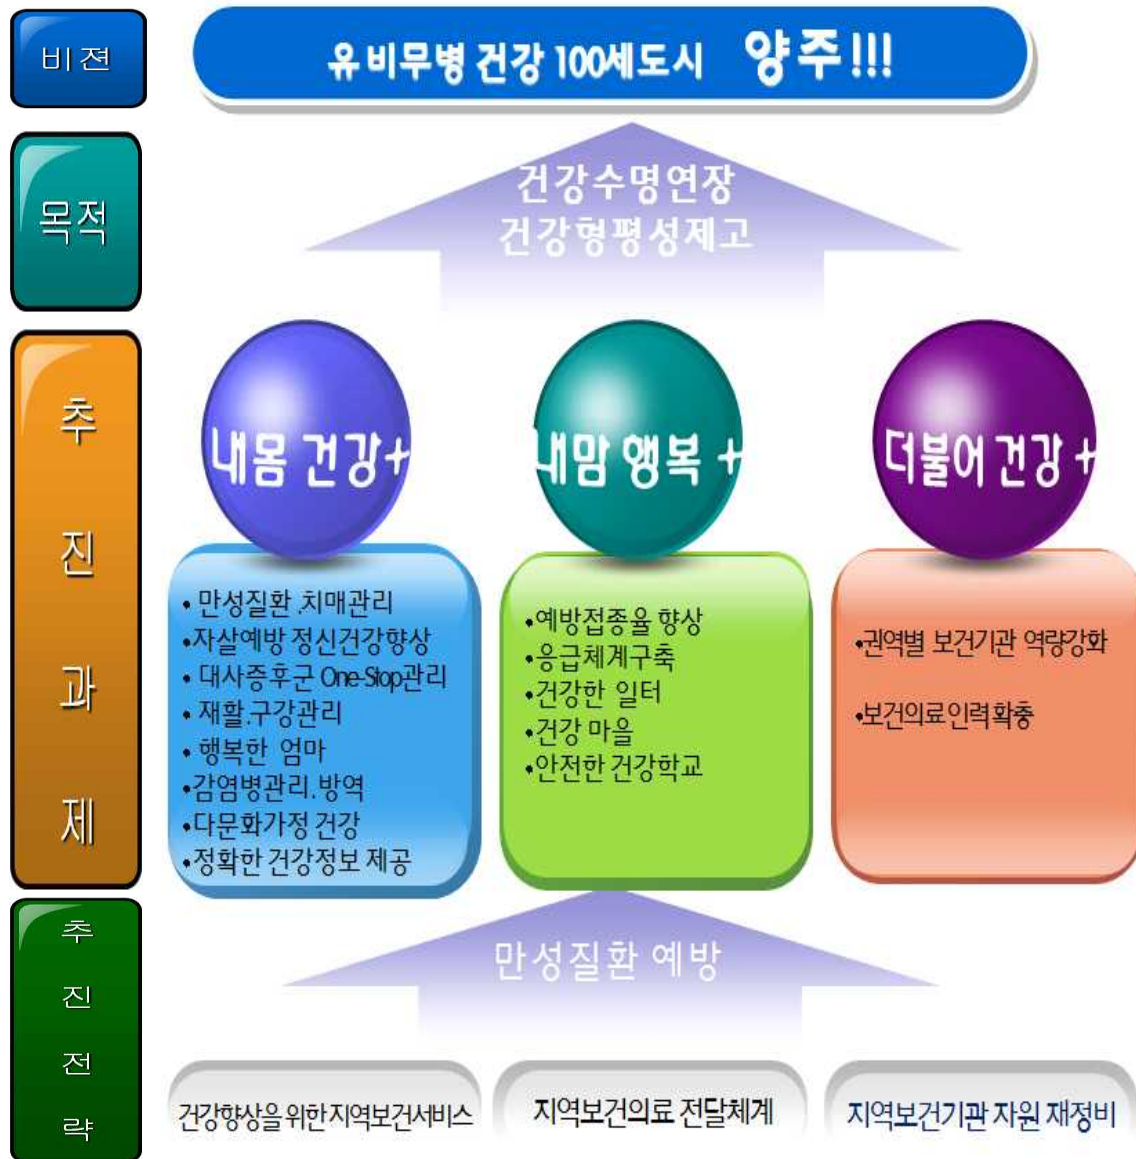 비젼
유비무병 건강 100세도시 양주!!!
목적
건강수명연장
건강형평성제고
추
진
과
제
내몸 건강+
내맘 행복 +
더불어 건강 +
• 만성질환 .치매관리
•자살예방 정신건강향상
• 대사증후군 One-Stop관리
• 재활.구강관리
• 행복한 엄마
•감염병관리.방역
•다문화가정 건강
•정확한 건강정보 제공
•예방접종율 향상
•응급체계구축
•건강한 일터
•건강 마을
•안전한 건강학교
•권역별 보건기관 역량강화
•보건의료인력확충
추
진
전
략
만성질환 예방
건강향상을 위한 지역보건서비스
지역보건의료 전달체계
지역보건기관 자원 재정비